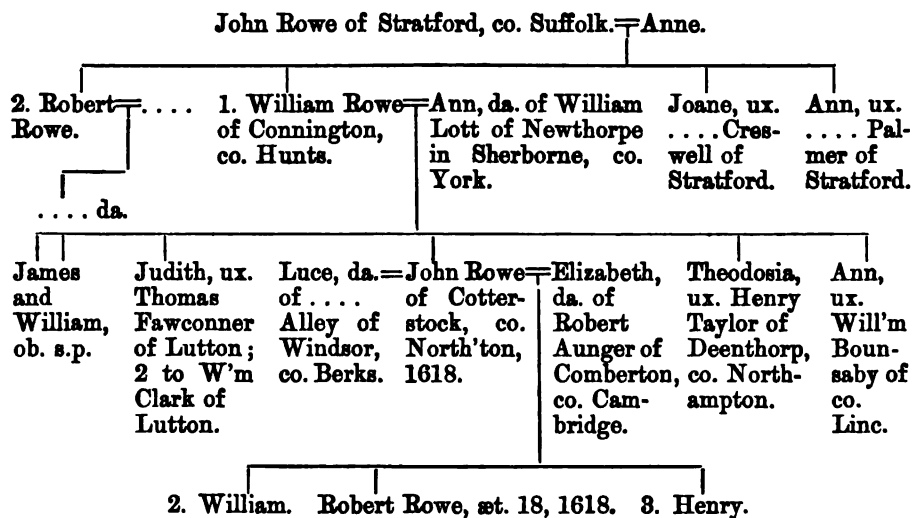 John Rowe of Stratford, co. Suffolk. Anne.
2. Robert
Rowe.
. . . .
1. William Rowe
of Connington,
co. Hunts.
Ann, da. of William
Lott of Newthorpe
in Sherborne, co.
York.
Joane, ux.
. . . . Cres-
well of
Stratford.
Ann, ux.
. . . . Pal-
mer of
Stratford.
. . . . da.
James
and
William,
ob. s.p.
Judith, ux.
Thomas
Fawconner
of Lutton;
2 to W'm
Clark of
Lutton.
Luce, da.
of . . . .
Alley of
Windsor,
co. Berks.
John Rowe
of Cotter-
stock, co.
North'ton,
1618.
Elizabeth,
da. of
Robert
Aunger of
Comberton,
co. Cam-
bridge.
Theodosia,
ux. Henry
Taylor of
Deenthorp,
co. North-
ampton.
Ann,
ux.
Will'm
Boun-
saby of
co.
Linc.
2. William. Robert Rowe, æt. 18, 1618. 3. Henry.